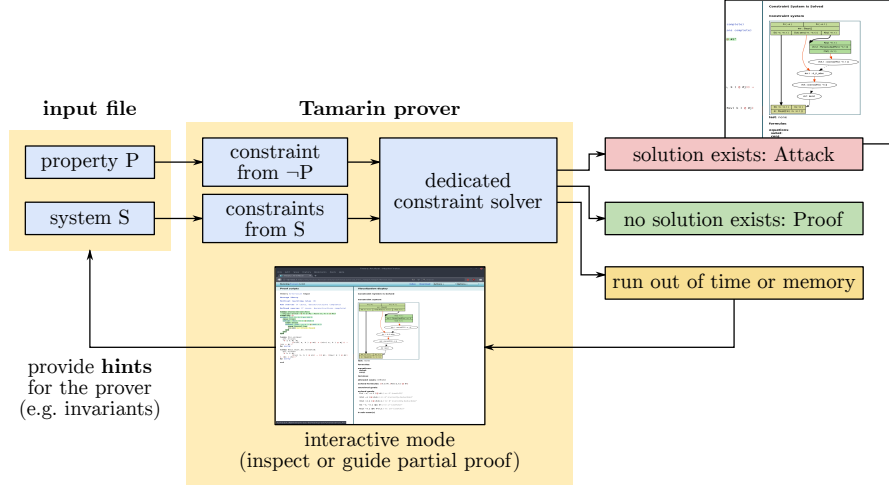 Constraint System is Solved
Constraint system
input file
Tamarin prover
property P
constraint
from ¬P
dedicated
constraint solver
solution exists: Attack
system S
constraints
from S
no solution exists: Proof
run out of time or memory
provide hints
for the prover
(e.g. invariants)
interactive mode
(inspect or guide partial proof)